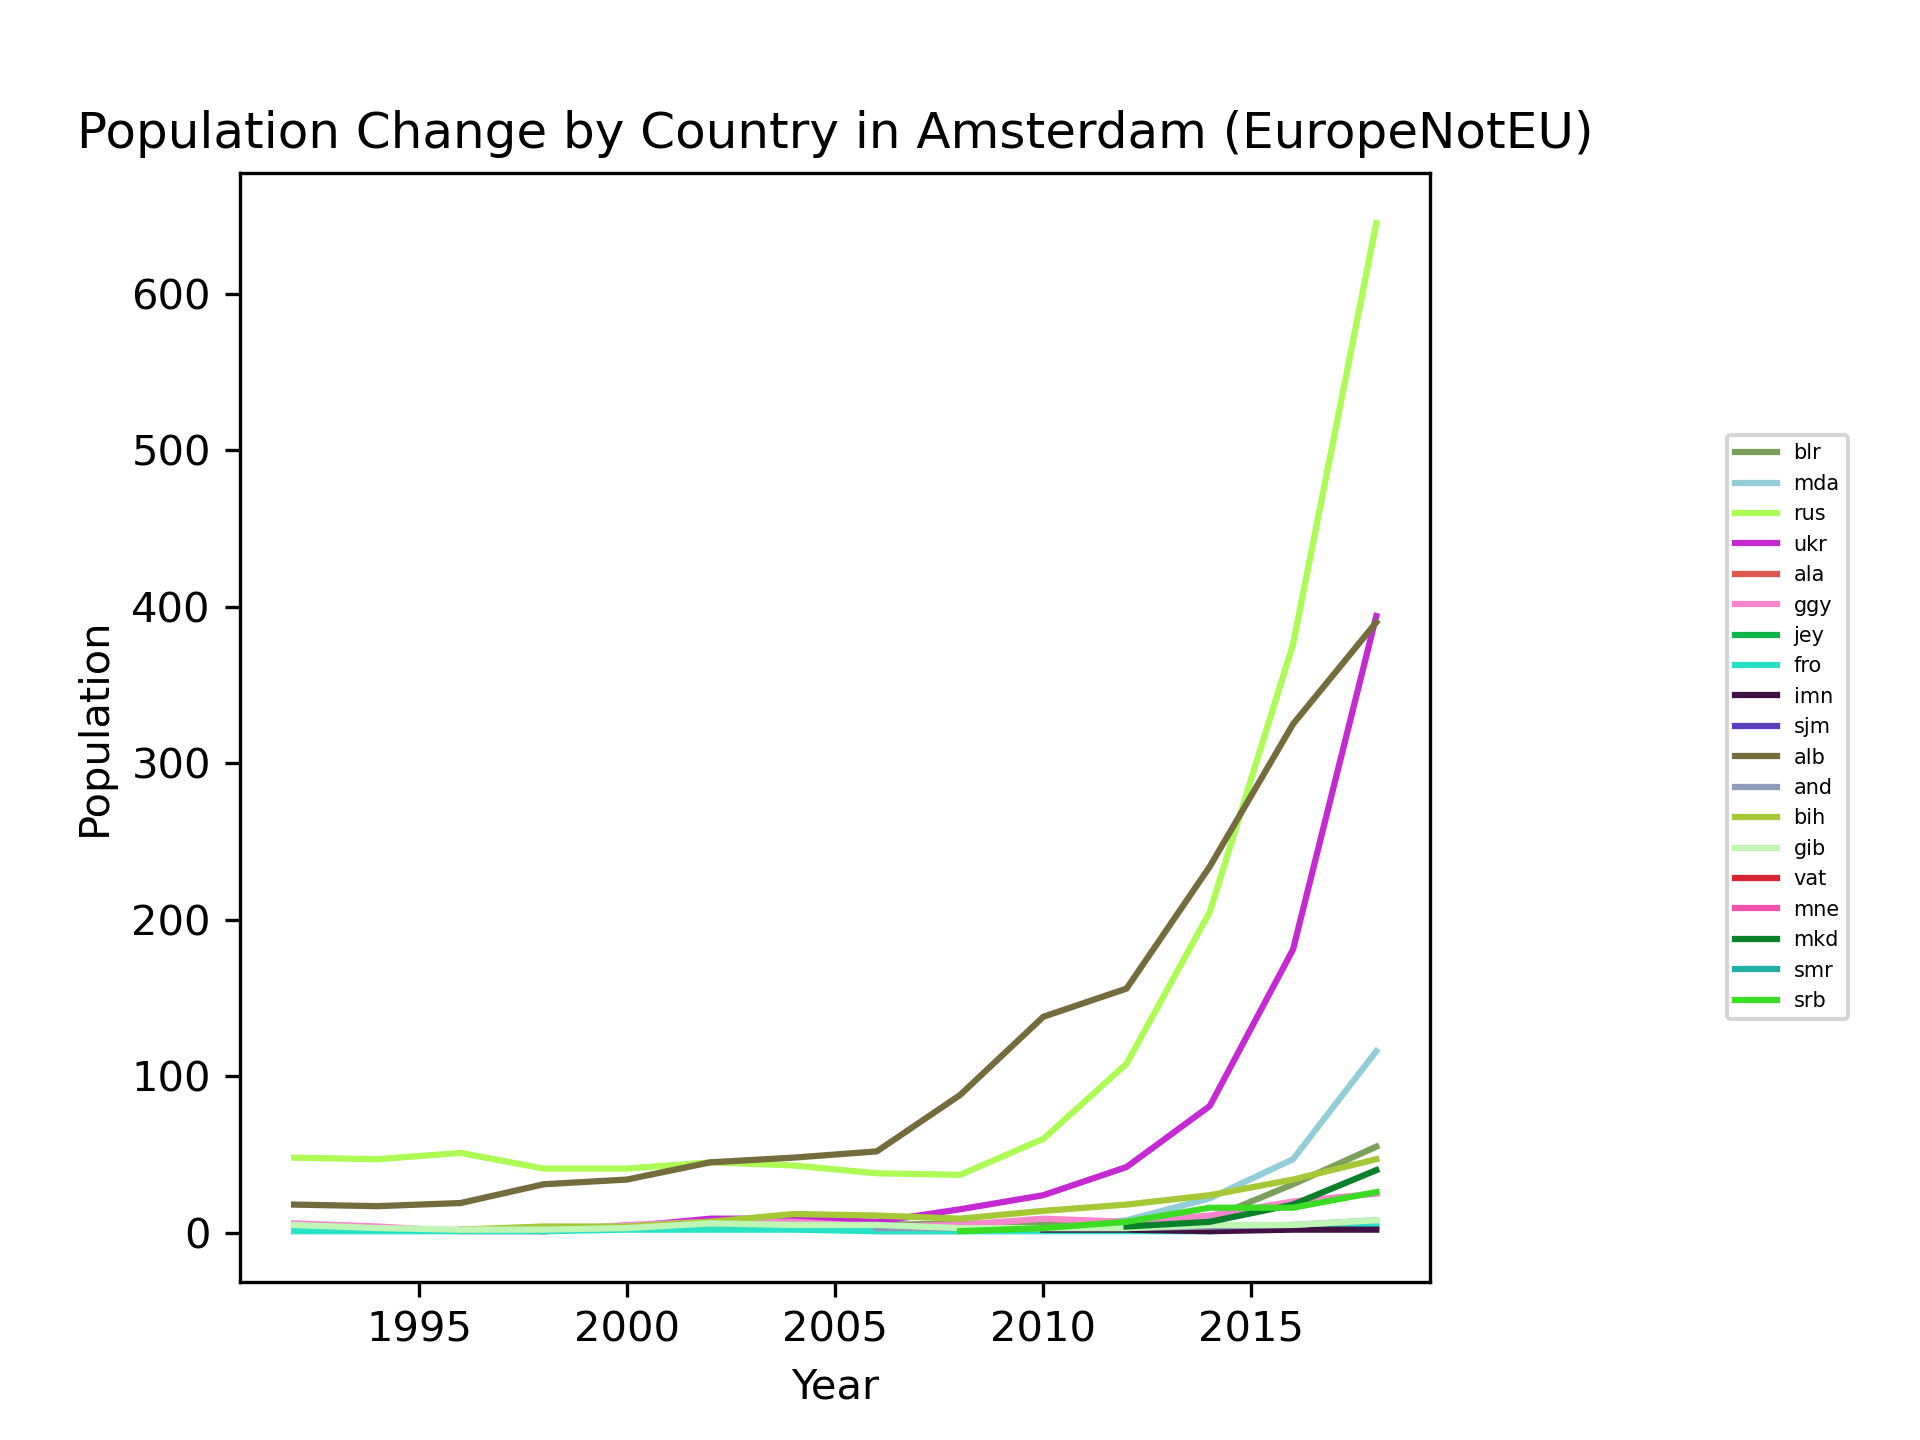 Population Change by Country in Amsterdam (EuropeNotEU)
600
500
400
300
200
100
0
Population
1995 2000 2005 2010 2015
Year
blr
mda
rus
ukr
ala
ggy
jey
fro
imn
sjm
alb
and
bih
gib
vat
mne
mkd
smr
srb